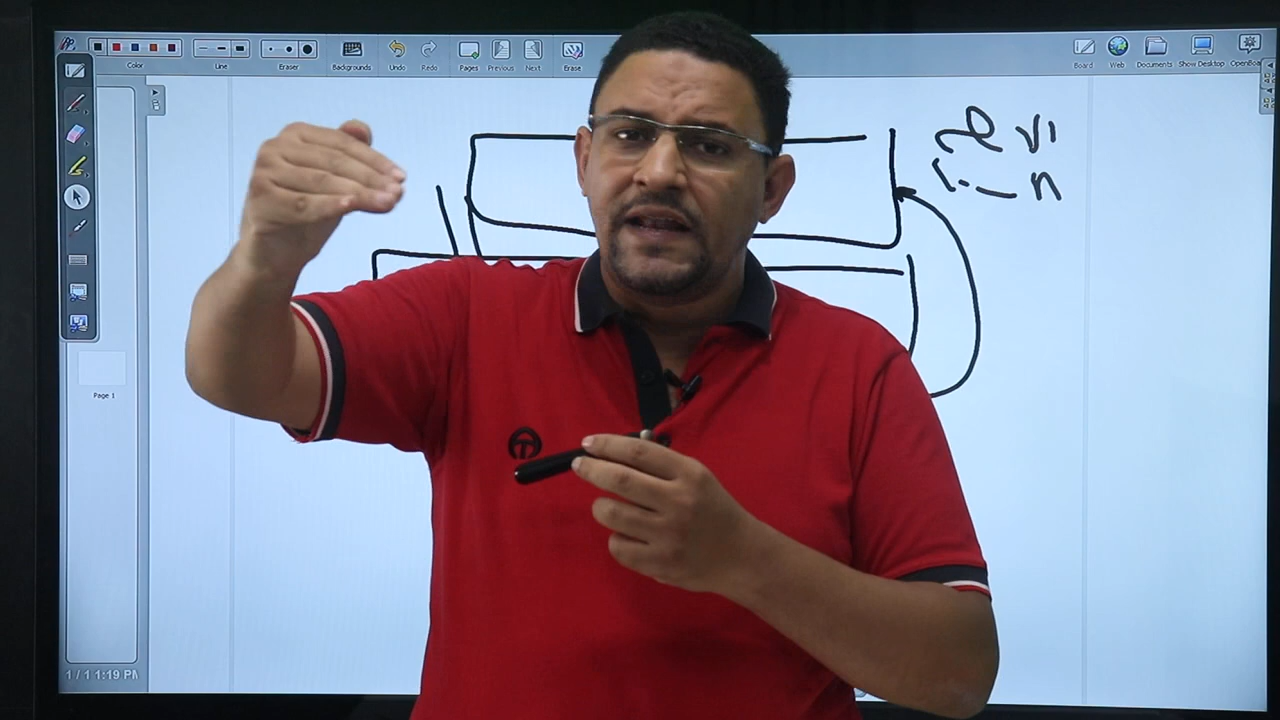 Color
Line
Eraser
Backgrounds
Undo
Redo
Pages
Previous
Next
Erase
Board
Web
Documents
Show Desktop
OpenBoa
Page 1
1 / 1 1:19 PM